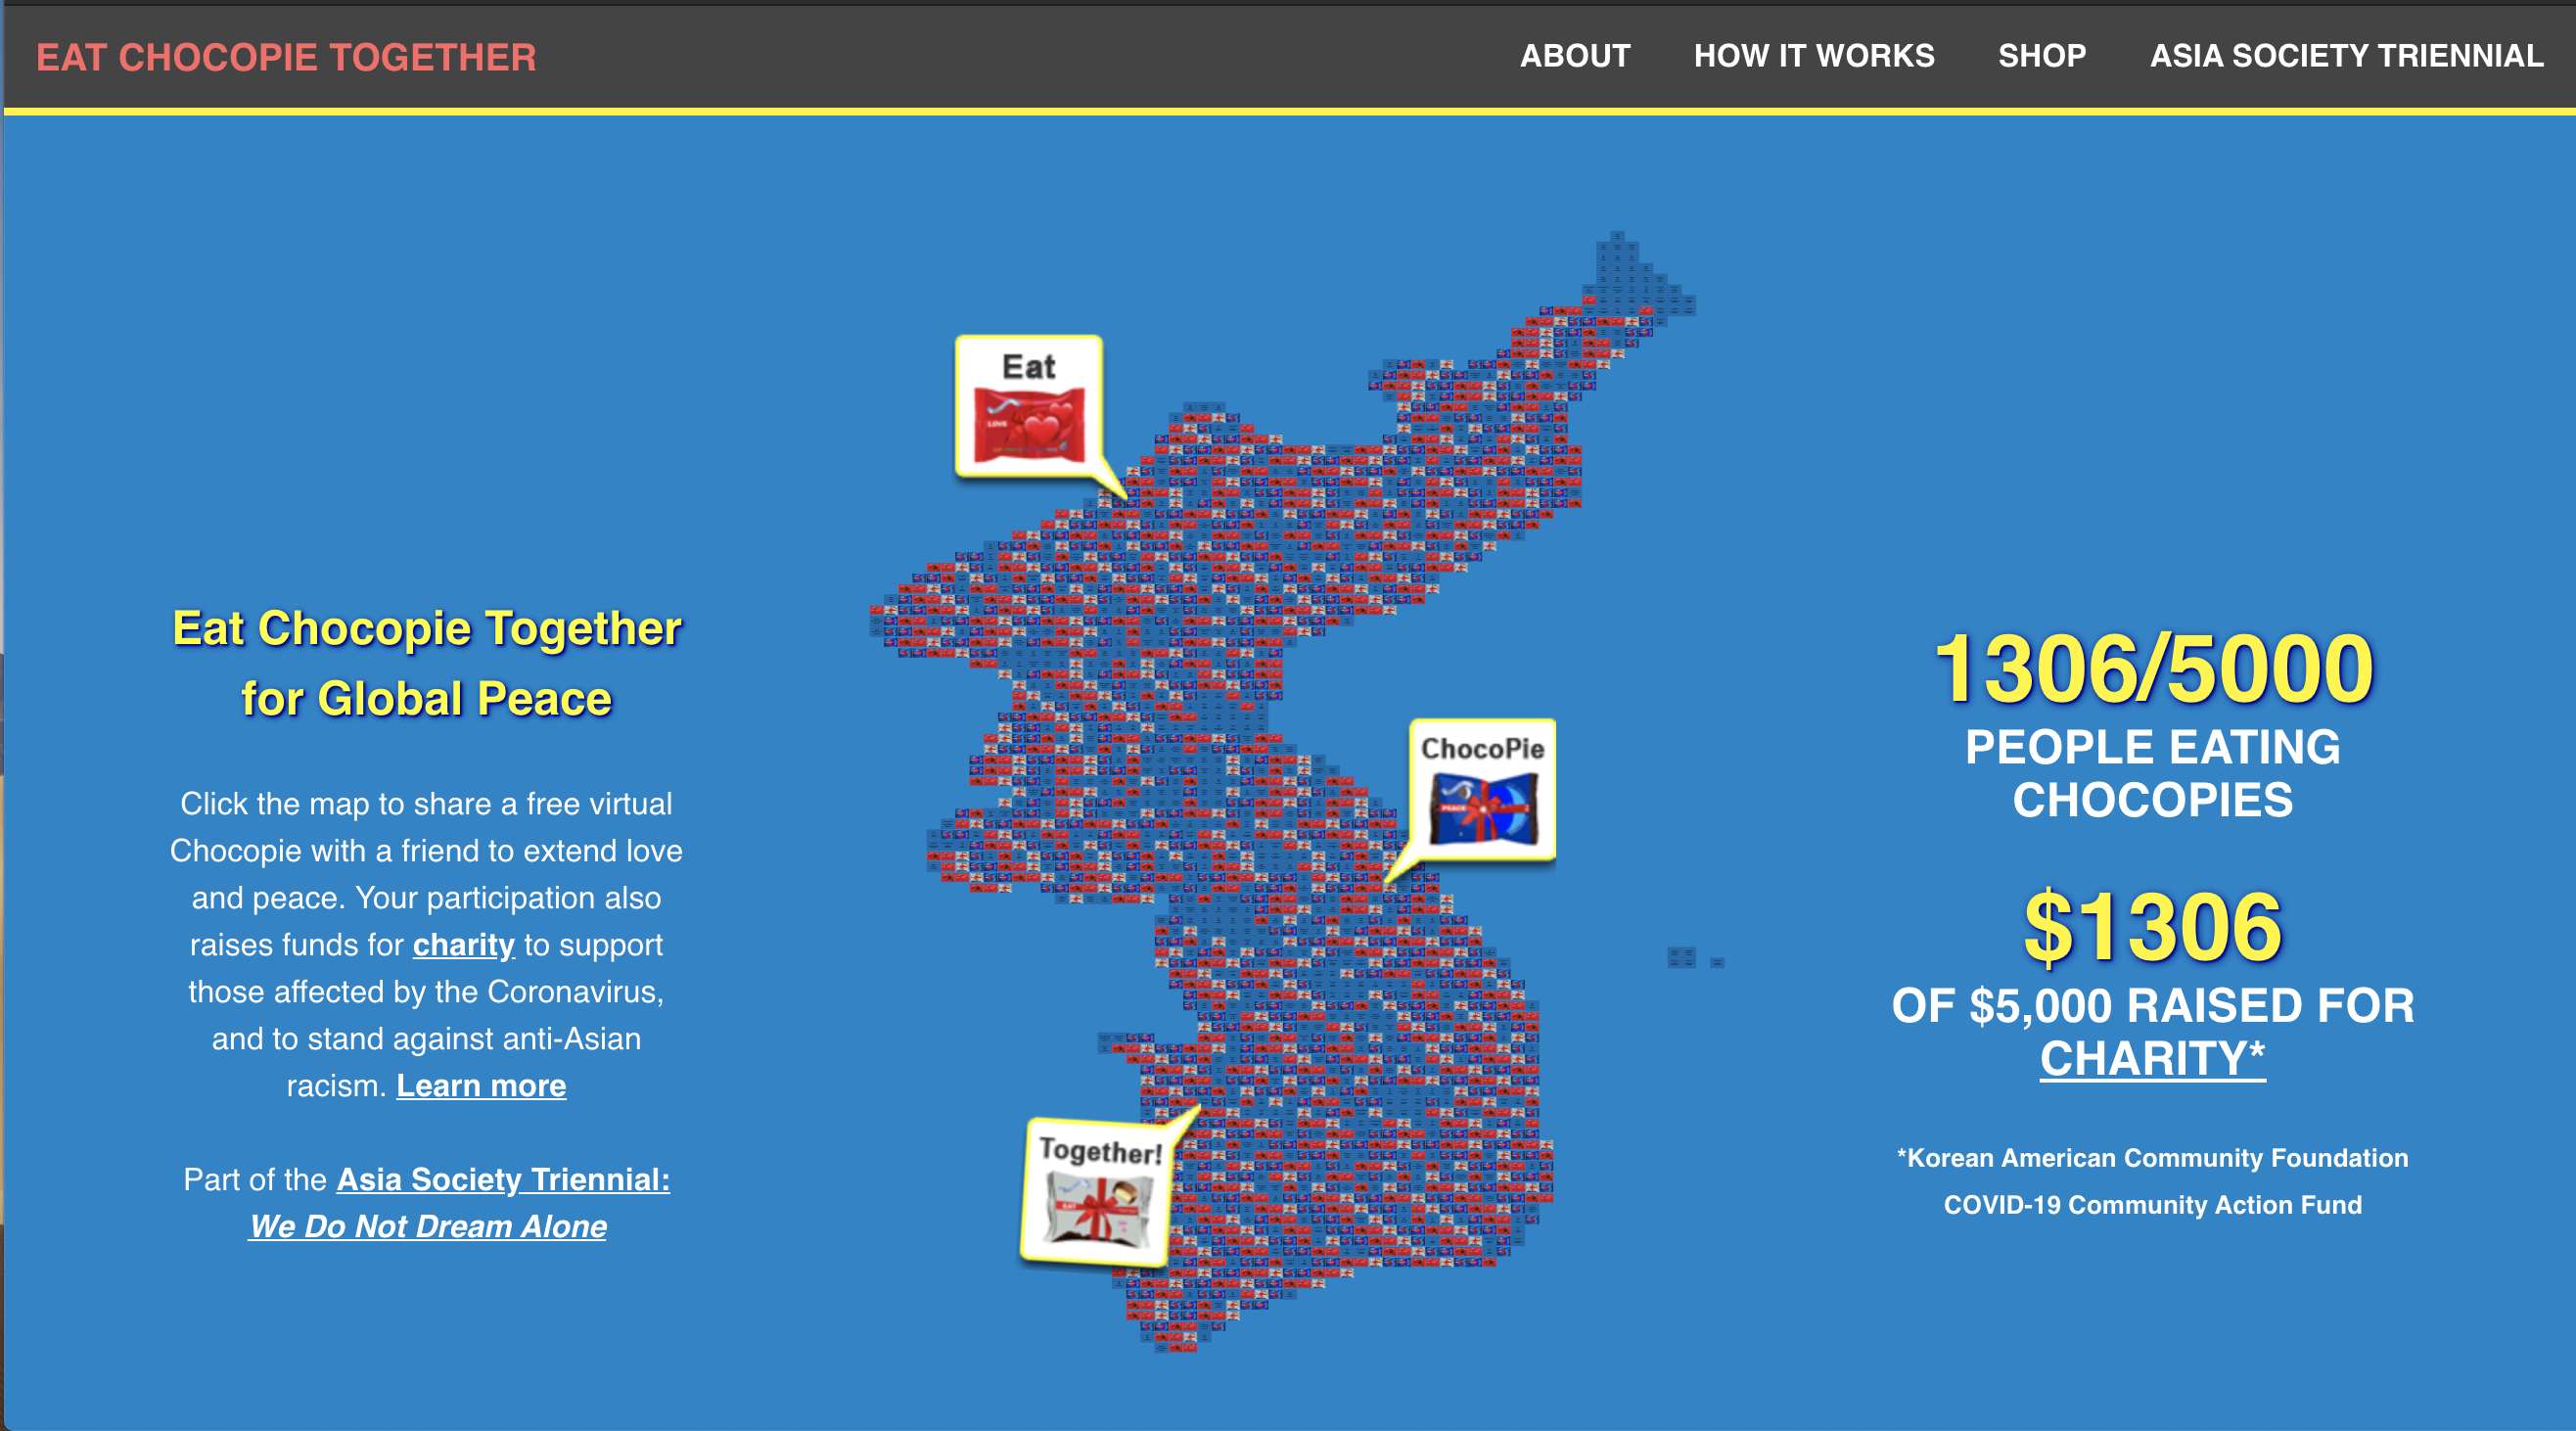 EAT CHOCOPIE TOGETHER
ABOUT
HOW IT WORKS
SHOP
ASIA SOCIETY TRIENNIAL
Eat
LOVE
Eat Chocopie Together
for Global Peace
Click the map to share a free virtual
Chocopie with a friend to extend love
and peace. Your participation also
raises funds for charity to support
those affected by the Coronavirus,
and to stand against anti-Asian
racism. Learn more
Part of the Asia Society Triennial:
We Do Not Dream Alone
ChocoPie
PEACE
Together!
EAT
1306/5000
PEOPLE EATING
CHOCOPIES
$1306
OF $5,000 RAISED FOR
CHARITY*
*Korean American Community Foundation
COVID-19 Community Action Fund